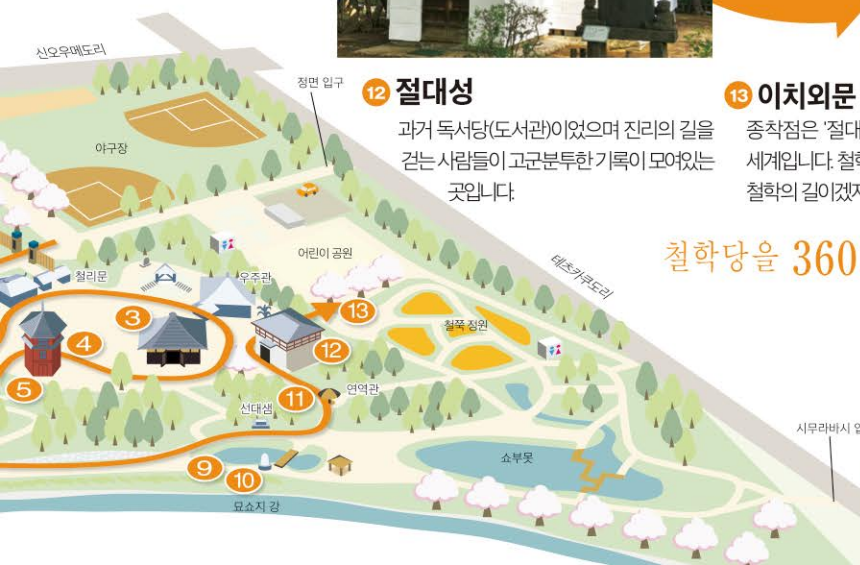 신오우메도리
정면 입구
야구장
⑫ 절대성
과거 독서당(도서관)이었으며 진리의 길을
걷는 사람들이 고군분투한 기록이 모여있는
곳입니다.
⑬ 이치외문
종착점은 '절대
세계입니다. 철학
철학의 길이겠지
철학당을 360
어린이 공원
테츠가쿠도리
철리문
우주관
③
⑬
철쭉 정원
④
⑫
⑤
⑪
연역관
선대샘
시무라바시 입
⑨
⑩
쇼부못
묘쇼지 강